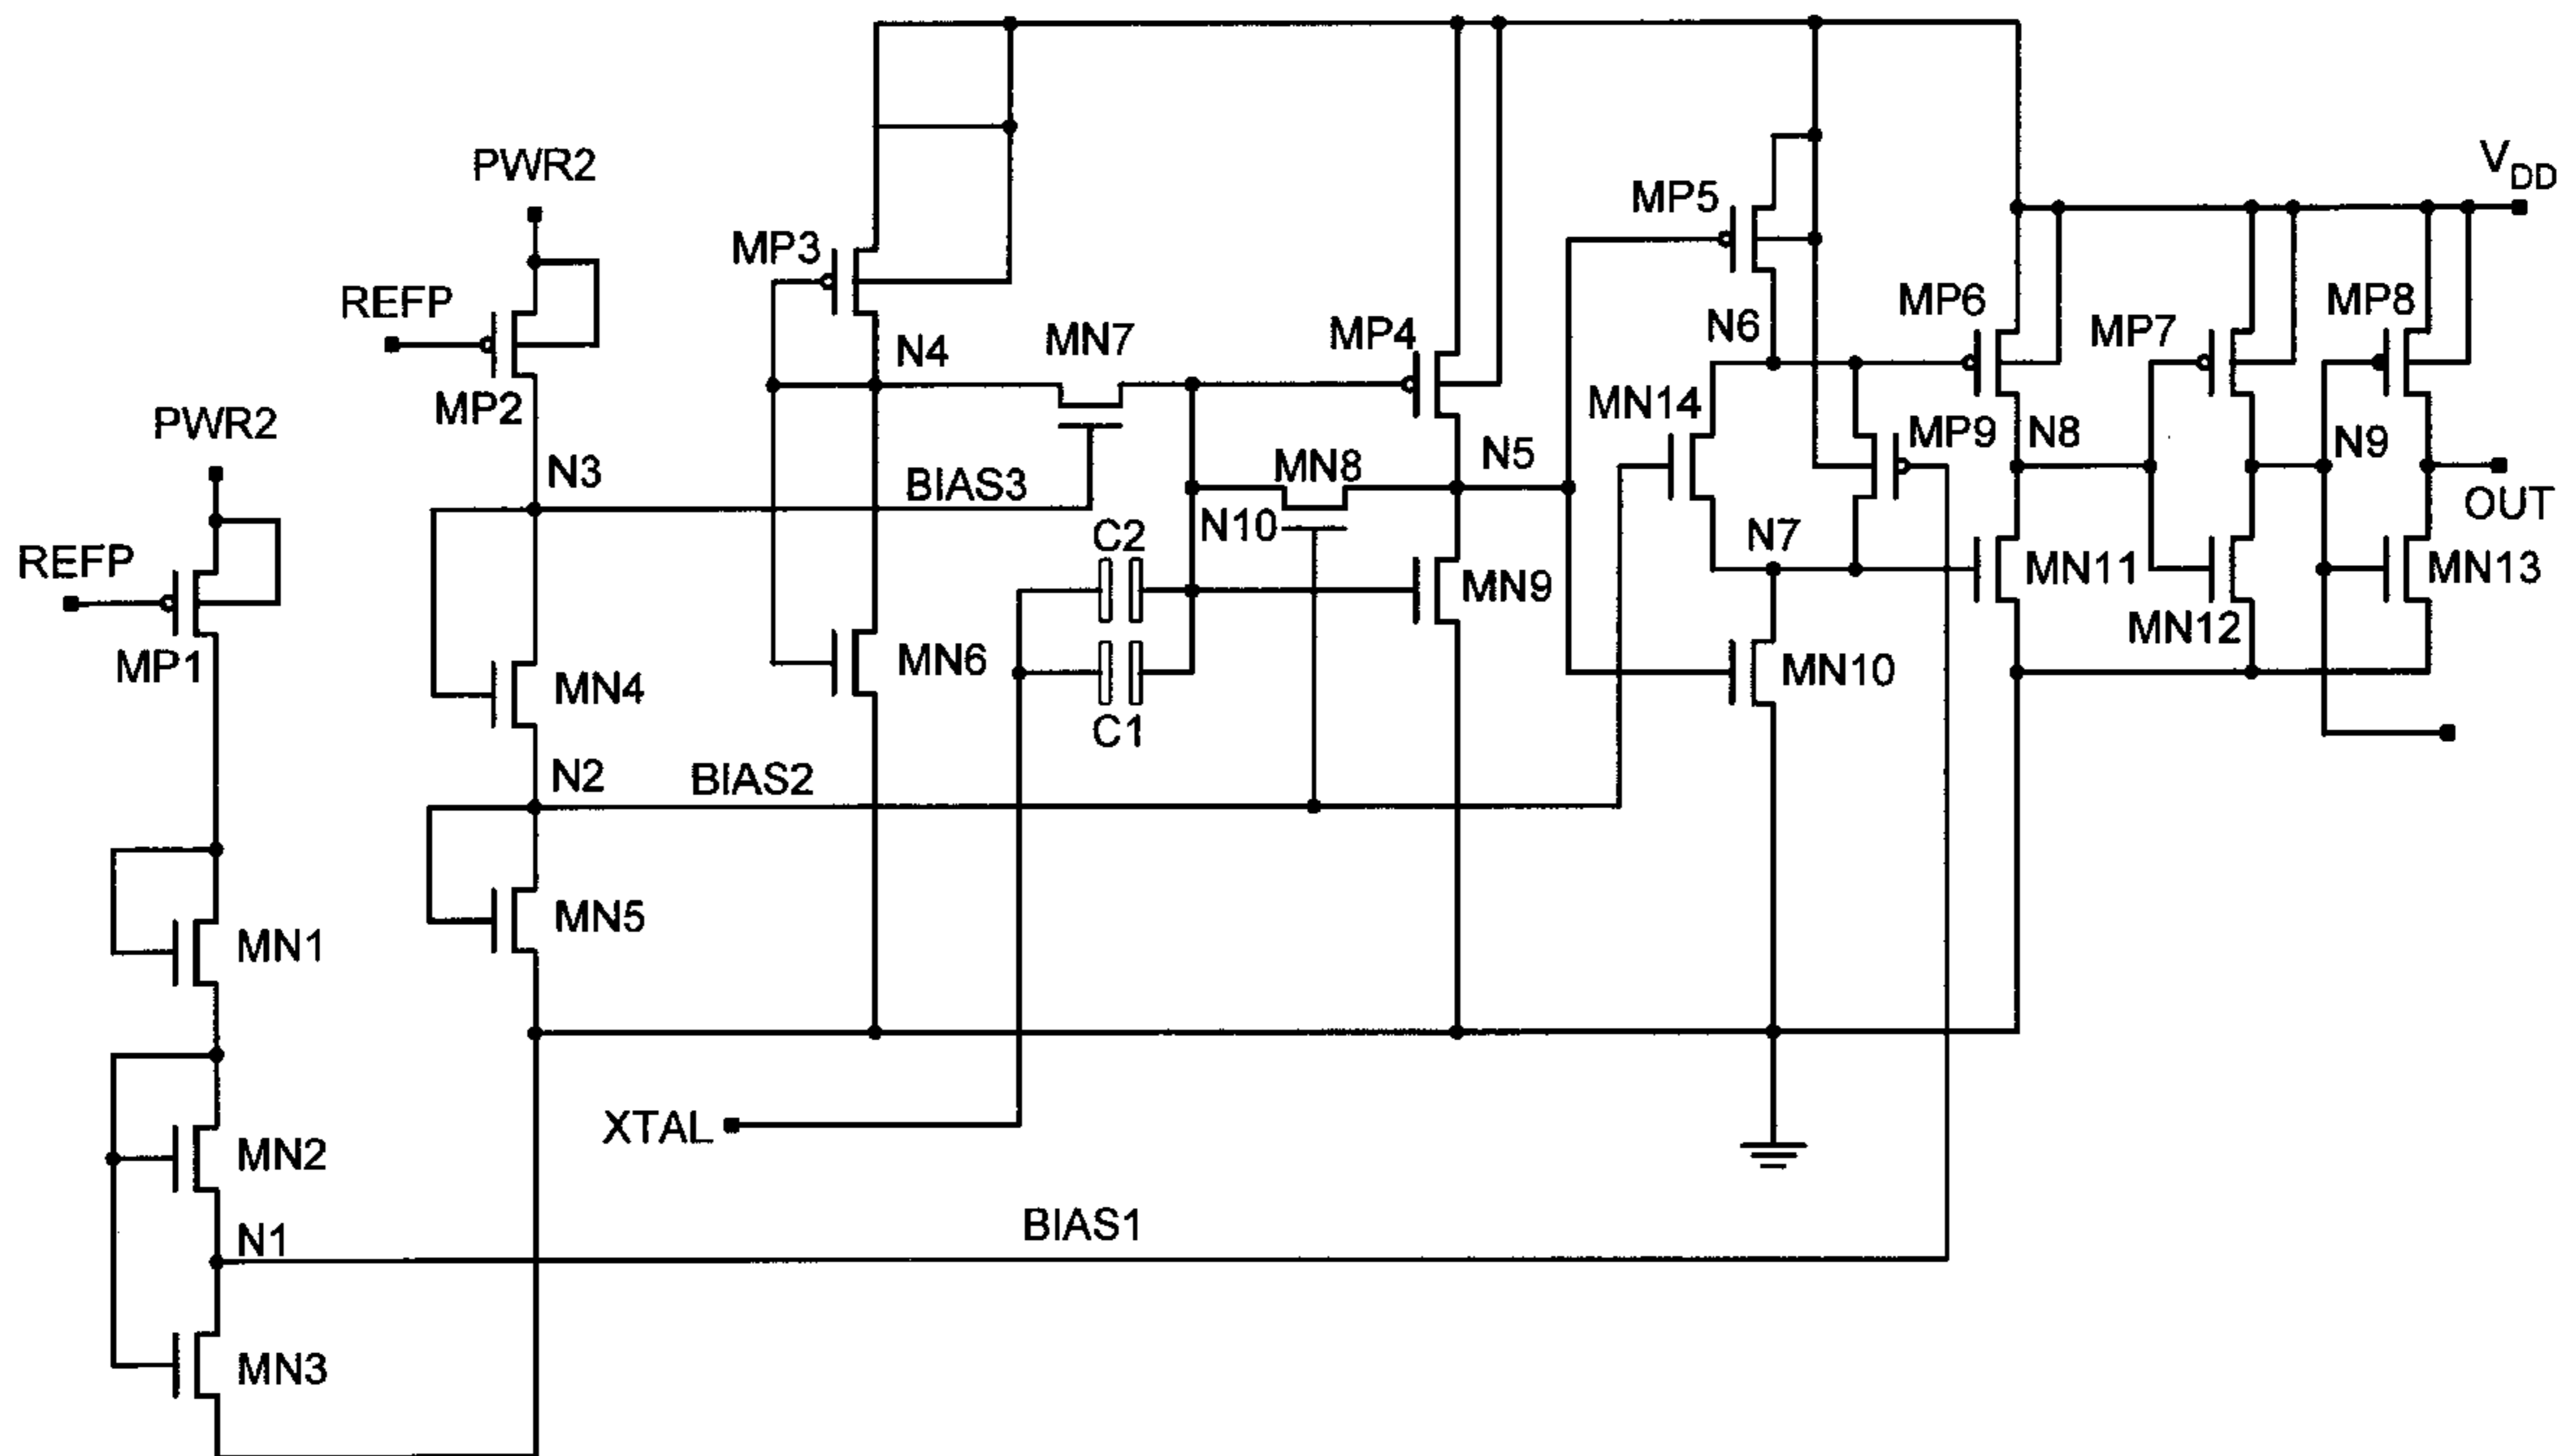 V_DD
PWR2
MP5
MP3
REFP
MP6
MP8
N6
MP7
MN7
MP4
N4
MP2
MN14
PWR2
MP9
N8
N9
N5
N3
MN8
BIAS3
OUT
N10
C2
N7
REFP
MN11
MN13
MN9
MN12
MP1
MN6
MN10
MN4
C1
N2
BIAS2
MN5
MN1
XTAL
MN2
BIAS1
N1
MN3